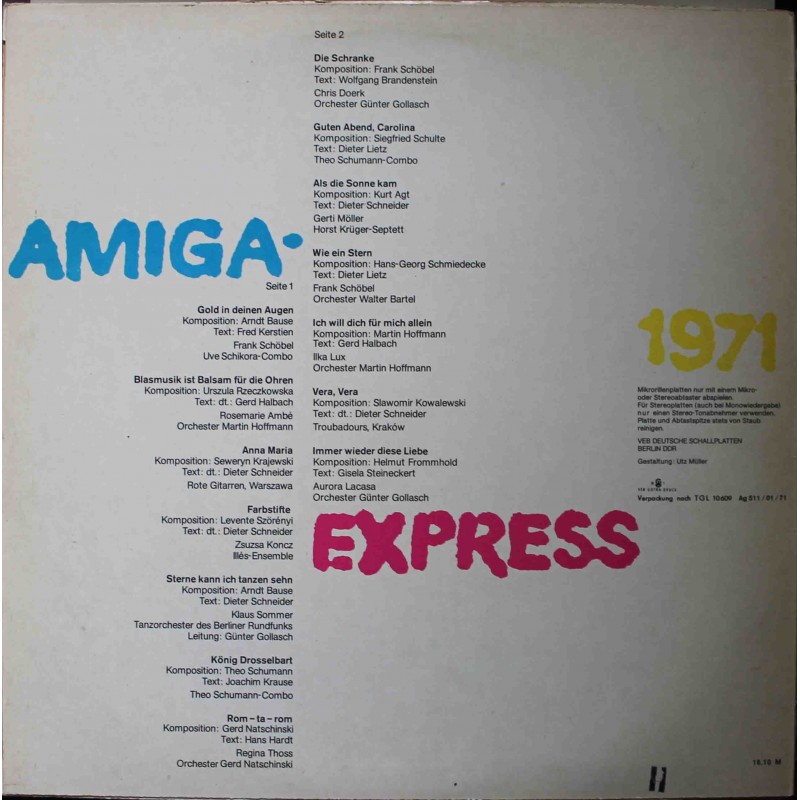 AMIGA-
Seite 1
Gold in deinen Augen
Komposition: Arndt Bause
Text: Fred Kerstien
Frank Schöbel
Uve Schikora-Combo
Blasmusik ist Balsam für die Ohren
Komposition: Urszula Rzeczkowska
Text: dt.: Gerd Halbach
Rosemarie Ambé
Orchester Martin Hoffmann
Anna Maria
Komposition: Seweryn Krajewski
Text: dt.: Dieter Schneider
Rote Gitarren, Warszawa
Farbstifte
Komposition: Levente Szörényi
Text: dt.: Dieter Schneider
Zsuzsa Koncz
Illés-Ensemble
Sterne kann ich tanzen sehn
Komposition: Arndt Bause
Text: Dieter Schneider
Klaus Sommer
Tanzorchester des Berliner Rundfunks
Leitung: Günter Gollasch
König Drosselbart
Komposition: Theo Schumann
Text: Joachim Krause
Theo Schumann-Combo
Rom – ta – rom
Komposition: Gerd Natschinski
Text: Hans Hardt
Regina Thoss
Orchester Gerd Natschinski
Seite 2
Die Schranke
Komposition: Frank Schöbel
Text: Wolfgang Brandenstein
Chris Doerk
Orchester Günter Gollasch
Guten Abend, Carolina
Komposition: Siegfried Schulte
Text: Dieter Lietz
Theo Schumann-Combo
Als die Sonne kam
Komposition: Kurt Agt
Text: Dieter Schneider
Gerti Möller
Horst Krüger-Septett
Wie ein Stern
Komposition: Hans-Georg Schmiedecke
Text: Dieter Lietz
Frank Schöbel
Orchester Walter Bartel
Ich will dich für mich allein
Komposition: Martin Hoffmann
Text: Gerd Halbach
Ilka Lux
Orchester Martin Hoffmann
Vera, Vera
Komposition: Slawomir Kowalewski
Text: dt.: Dieter Schneider
Troubadours, Kraków
Immer wieder diese Liebe
Komposition: Helmut Frommhold
Text: Gisela Steineckert
Aurora Lacasa
Orchester Günter Gollasch
EXPRESS
1971
Mikrorillenplatten nur mit einem Mikro-
oder Stereoabtaster abspielen.
Für Stereoplatten (auch bei Monowiedergabe)
nur einen Stereo-Tonabnehmer verwenden.
Platte und Abtastspitze stets von Staub
reinigen.
VEB DEUTSCHE SCHALLPLATTEN
BERLIN DDR
Gestaltung: Utz Müller
Verpackung nach TGL 10609 Ag 511/01/71
16,10 M